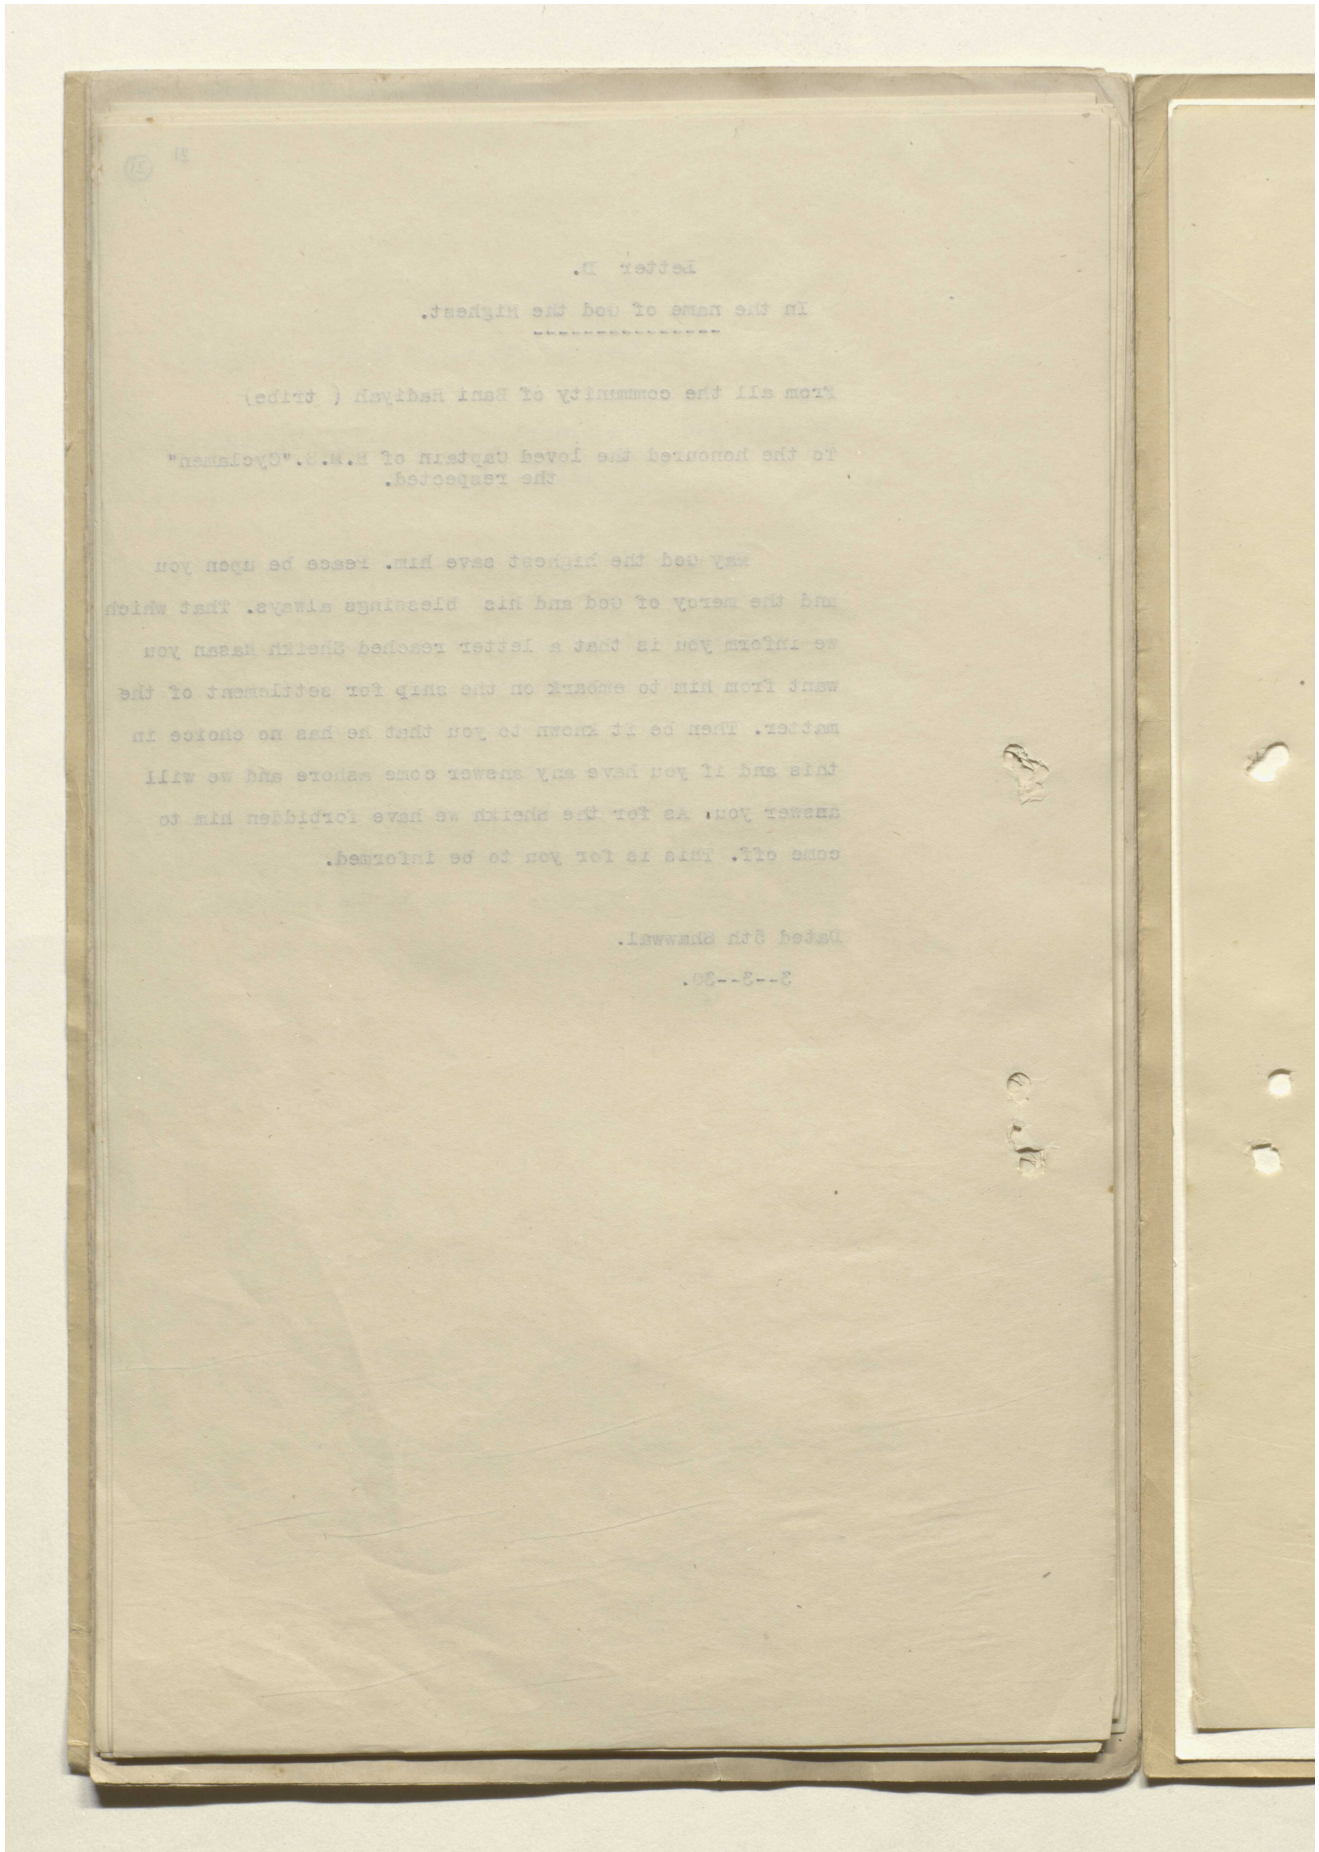 21
Letter D.
In the name of God the Highest.
From all the community of Bani Hadiyah ( tribe)
To the honoured the loved Captain of H.M.S."Cyclamen"
the respected.
May God the highest save him. Peace be upon you
and the mercy of God and his blessings always. That which
we inform you is that a letter reached Sheikh Hasan you
want from him to embark on the ship for settlement of the
matter. Then be it known to you that he has no choice in
this and if you have any answer come ashore and we will
answer you. As for the Sheikh we have forbidden him to
come off. This is for you to be informed.
Dated 5th Shawwal.
3--3--30.